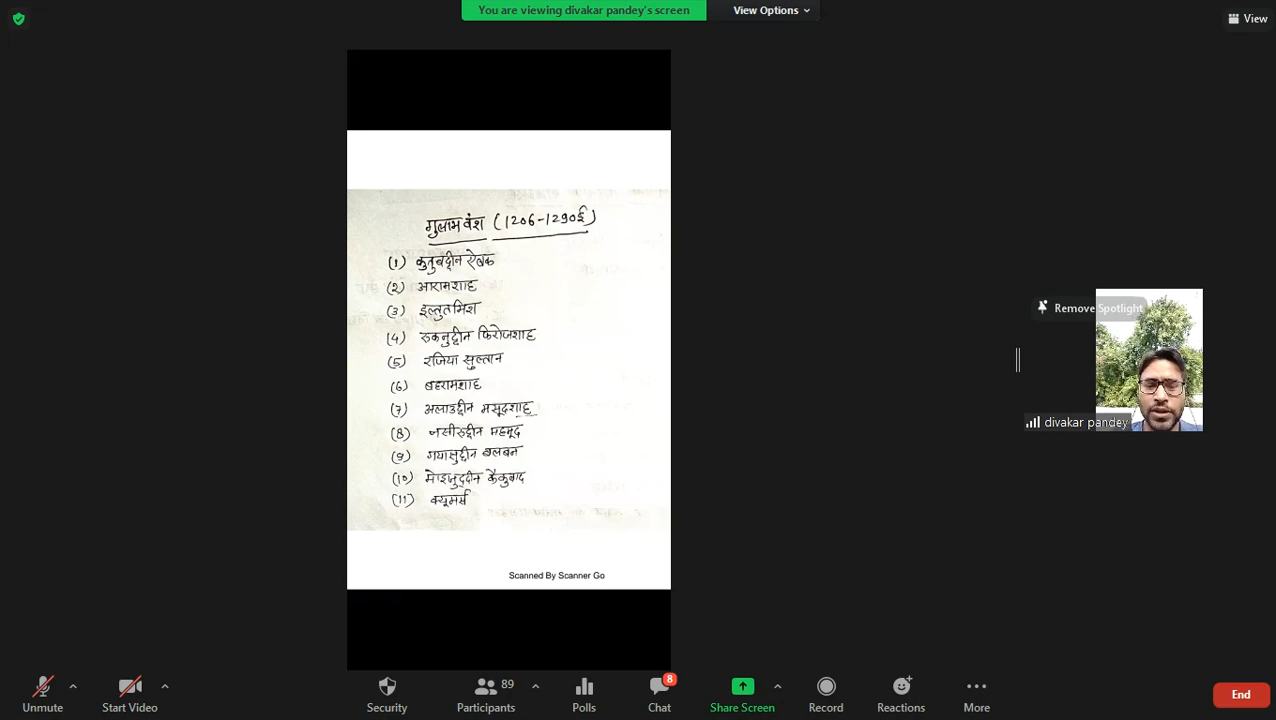 You are viewing divakar pandey's screen
View Options
View
गुलाम वंश (1206-1290ई)
(1) कुतुबद्दीन ऐबक
(2) आरामशाह
(3) इल्तुतमिश
(4) रुकनुद्दीन फिरोजशाह
(5) रजिया सुल्तान
(6) बहरामशाह
(7) अलाउद्दीन मसूदशाह
(8) नसीरुद्दीन महमूद
(9) गयासुद्दीन बलबन
(10) मोइजुद्दीन कैकुबाद
(11) क्यूमर्स
Scanned By Scanner Go
Remove Spotlight
divakar pandey
Unmute
Start Video
Security
89
Participants
Polls
8
Chat
Share Screen
Record
Reactions
More
End